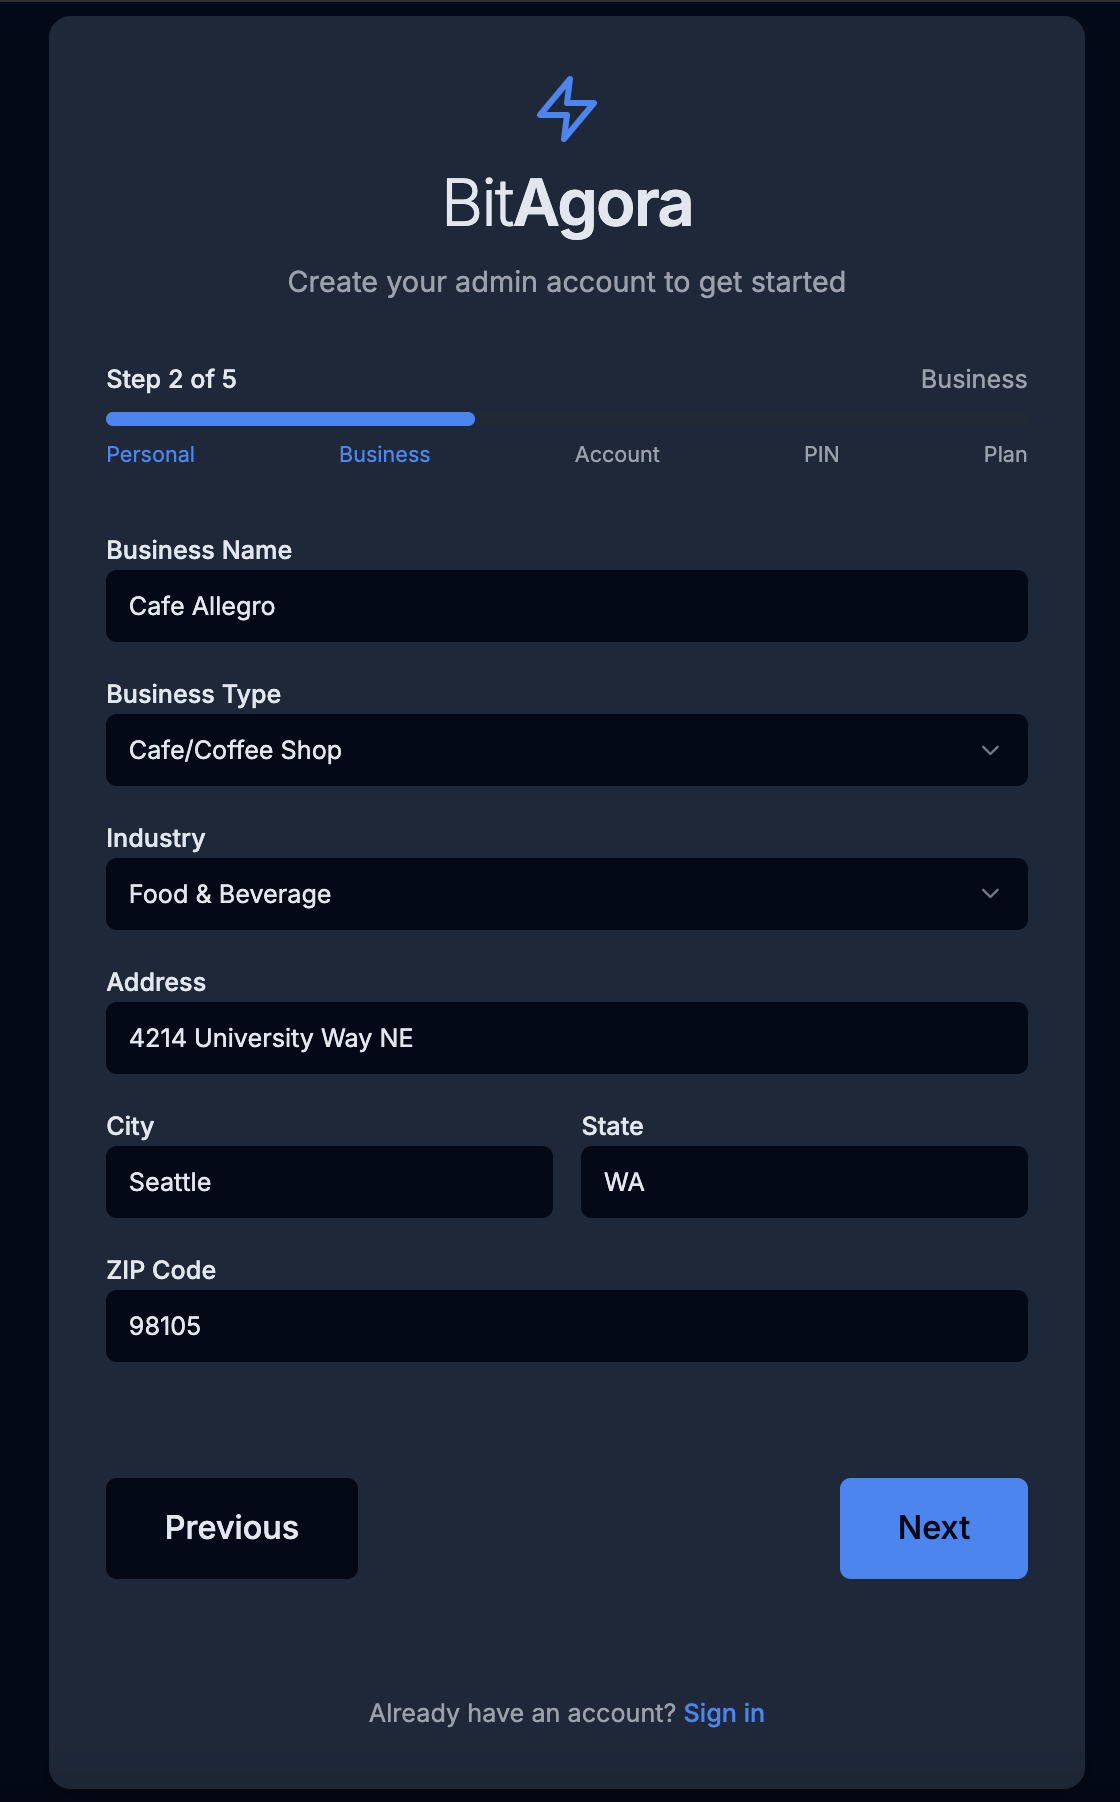 BitAgora
Create your admin account to get started
Step 2 of 5 Business
Personal Business Account PIN Plan
Business Name
Cafe Allegro
Business Type
Cafe/Coffee Shop
Industry
Food & Beverage
Address
4214 University Way NE
City State
Seattle WA
ZIP Code
98105
Previous Next
Already have an account? Sign in